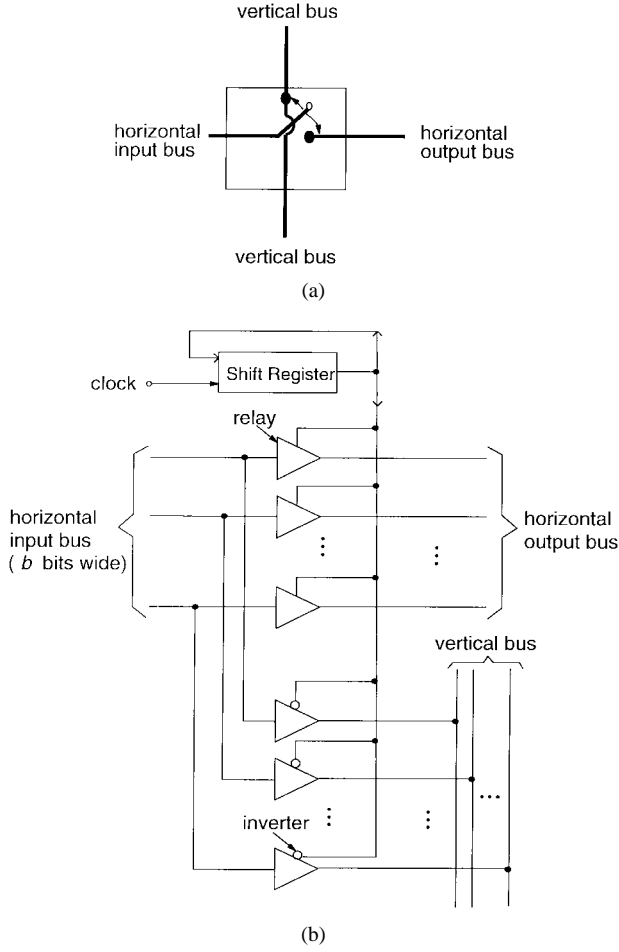 vertical bus
horizontal
input bus
horizontal
output bus
vertical bus
(a)
Shift Register
clock
relay
horizontal
input bus
( b bits wide)
horizontal
output bus
vertical bus
inverter
(b)